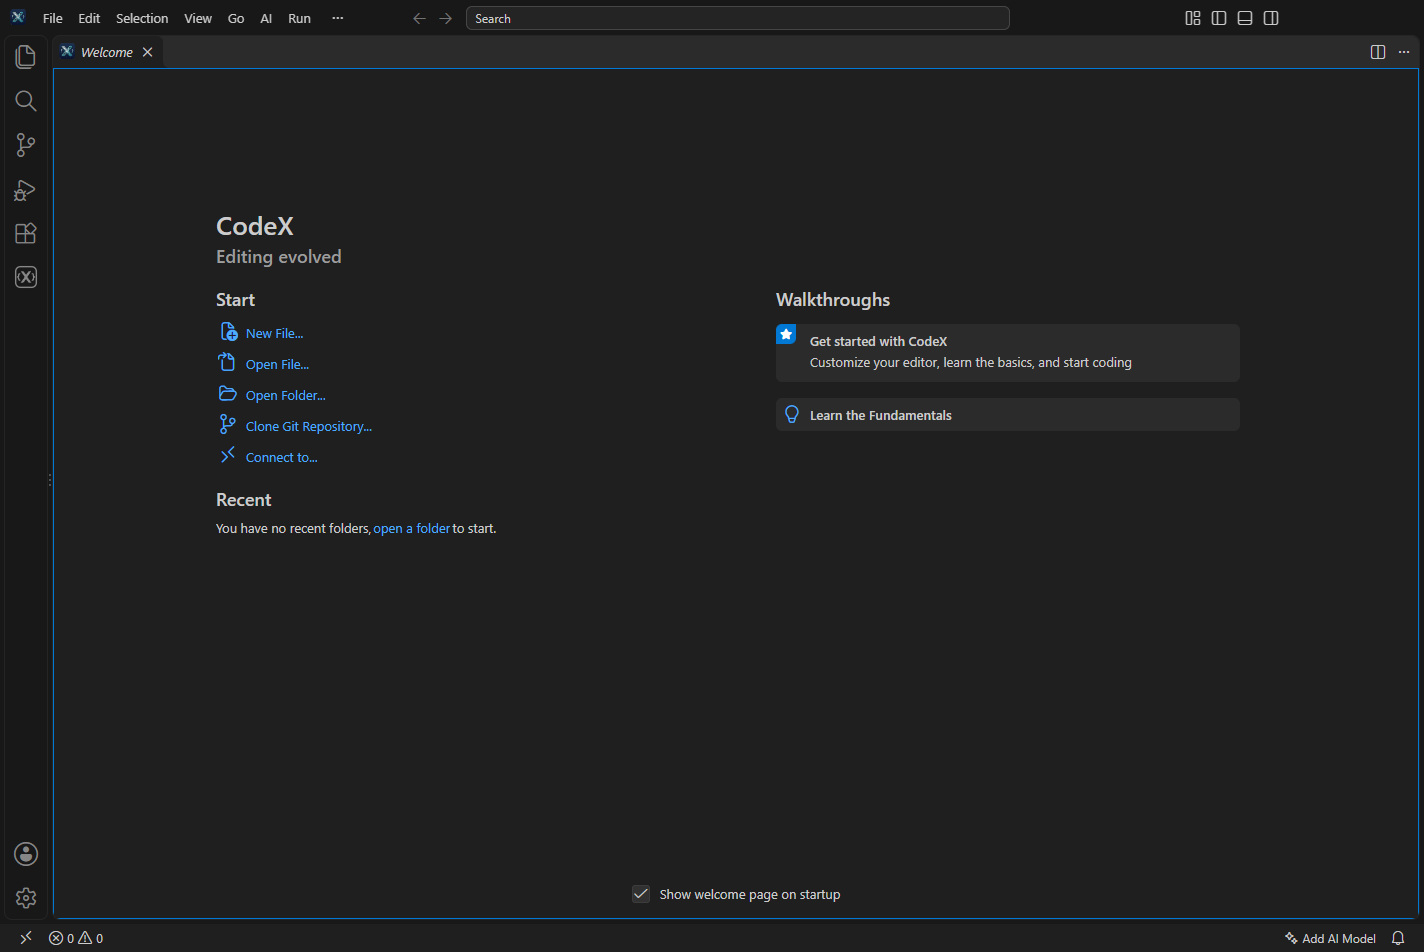 File Edit Selection View Go AI Run ...
Search
Welcome
CodeX
Editing evolved
Start
New File...
Open File...
Open Folder...
Clone Git Repository...
Connect to...
Recent
You have no recent folders, open a folder to start.
Walkthroughs
Get started with CodeX
Customize your editor, learn the basics, and start coding
Learn the Fundamentals
Show welcome page on startup
0 0
Add AI Model